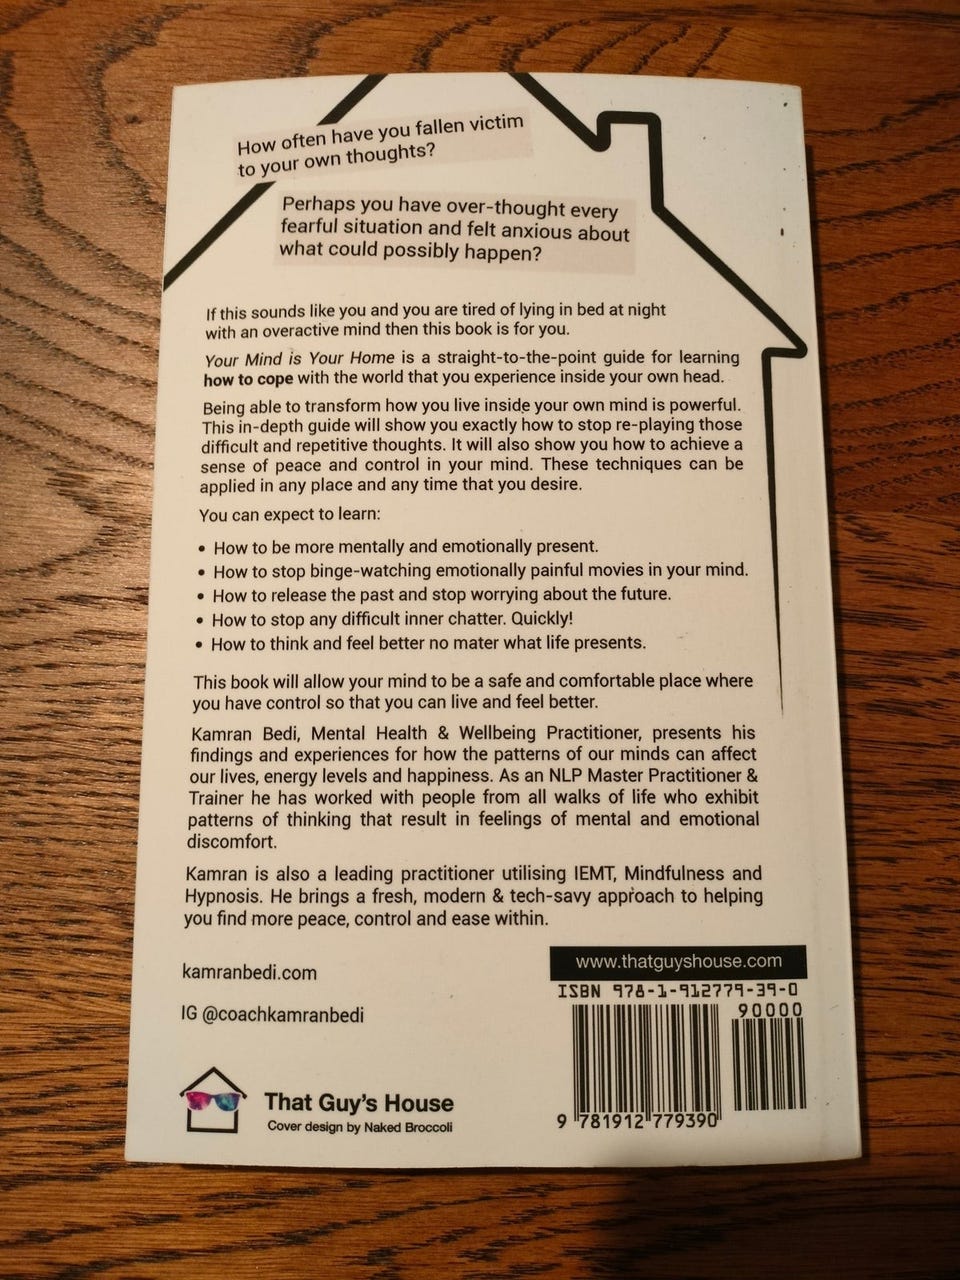 How often have you fallen victim
to your own thoughts?
Perhaps you have over-thought every
fearful situation and felt anxious about
what could possibly happen?
If this sounds like you and you are tired of lying in bed at night
with an overactive mind then this book is for you.
Your Mind is Your Home is a straight-to-the-point guide for learning
how to cope with the world that you experience inside your own head.
Being able to transform how you live inside your own mind is powerful.
This in-depth guide will show you exactly how to stop re-playing those
difficult and repetitive thoughts. It will also show you how to achieve a
sense of peace and control in your mind. These techniques can be
applied in any place and any time that you desire.
You can expect to learn:
• How to be more mentally and emotionally present.
• How to stop binge-watching emotionally painful movies in your mind.
• How to release the past and stop worrying about the future.
• How to stop any difficult inner chatter. Quickly!
• How to think and feel better no mater what life presents.
This book will allow your mind to be a safe and comfortable place where
you have control so that you can live and feel better.
Kamran Bedi, Mental Health & Wellbeing Practitioner, presents his
findings and experiences for how the patterns of our minds can affect
our lives, energy levels and happiness. As an NLP Master Practitioner &
Trainer he has worked with people from all walks of life who exhibit
patterns of thinking that result in feelings of mental and emotional
discomfort.
Kamran is also a leading practitioner utilising IEMT, Mindfulness and
Hypnosis. He brings a fresh, modern & tech-savy approach to helping
you find more peace, control and ease within.
kamranbedi.com
IG @coachkamranbedi
That Guy's House
Cover design by Naked Broccoli
www.thatguyshouse.com
ISBN 978-1-912779-39-0
90000
9 781912 779390